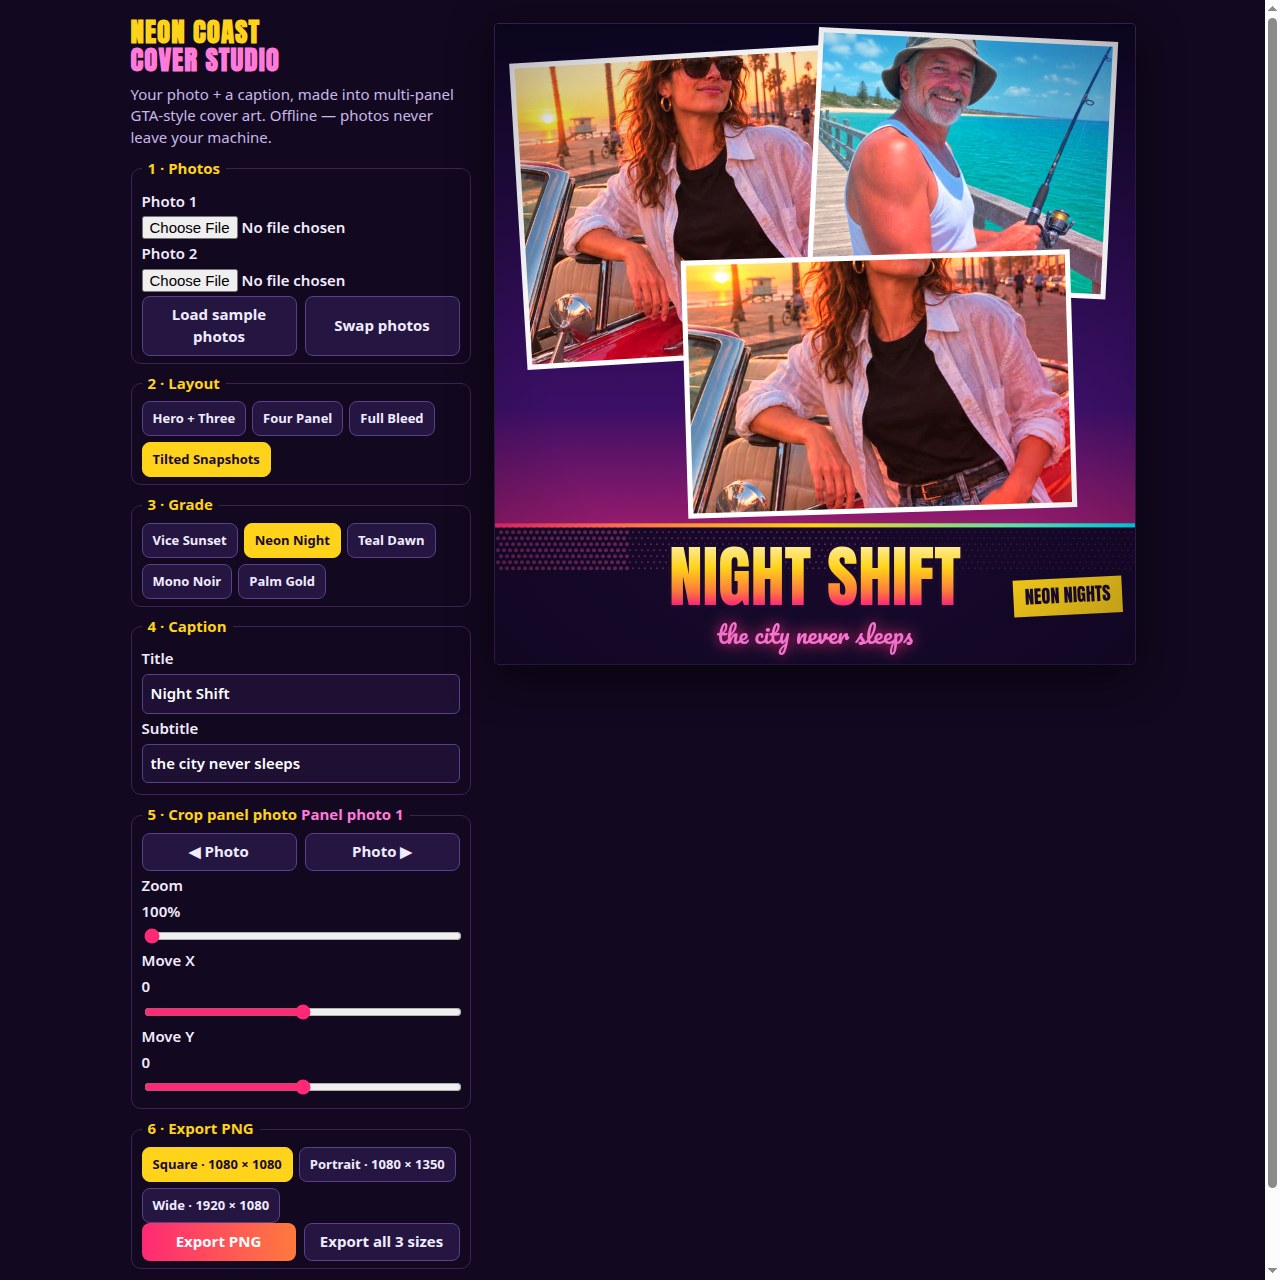 NEON COAST
COVER STUDIO
Your photo + a caption, made into multi-panel
GTA-style cover art. Offline — photos never
leave your machine.
1 · Photos
Photo 1
Choose File No file chosen
Photo 2
Choose File No file chosen
Load sample
photos
Swap photos
2 · Layout
Hero + Three Four Panel Full Bleed
Tilted Snapshots
3 · Grade
Vice Sunset Neon Night Teal Dawn
Mono Noir Palm Gold
4 · Caption
Title
Night Shift
Subtitle
the city never sleeps
5 · Crop panel photo Panel photo 1
◀ Photo Photo ▶
Zoom
100%
Move X
0
Move Y
0
6 · Export PNG
Square · 1080 × 1080 Portrait · 1080 × 1350
Wide · 1920 × 1080
Export PNG Export all 3 sizes
NIGHT SHIFT
NEON NIGHTS
the city never sleeps